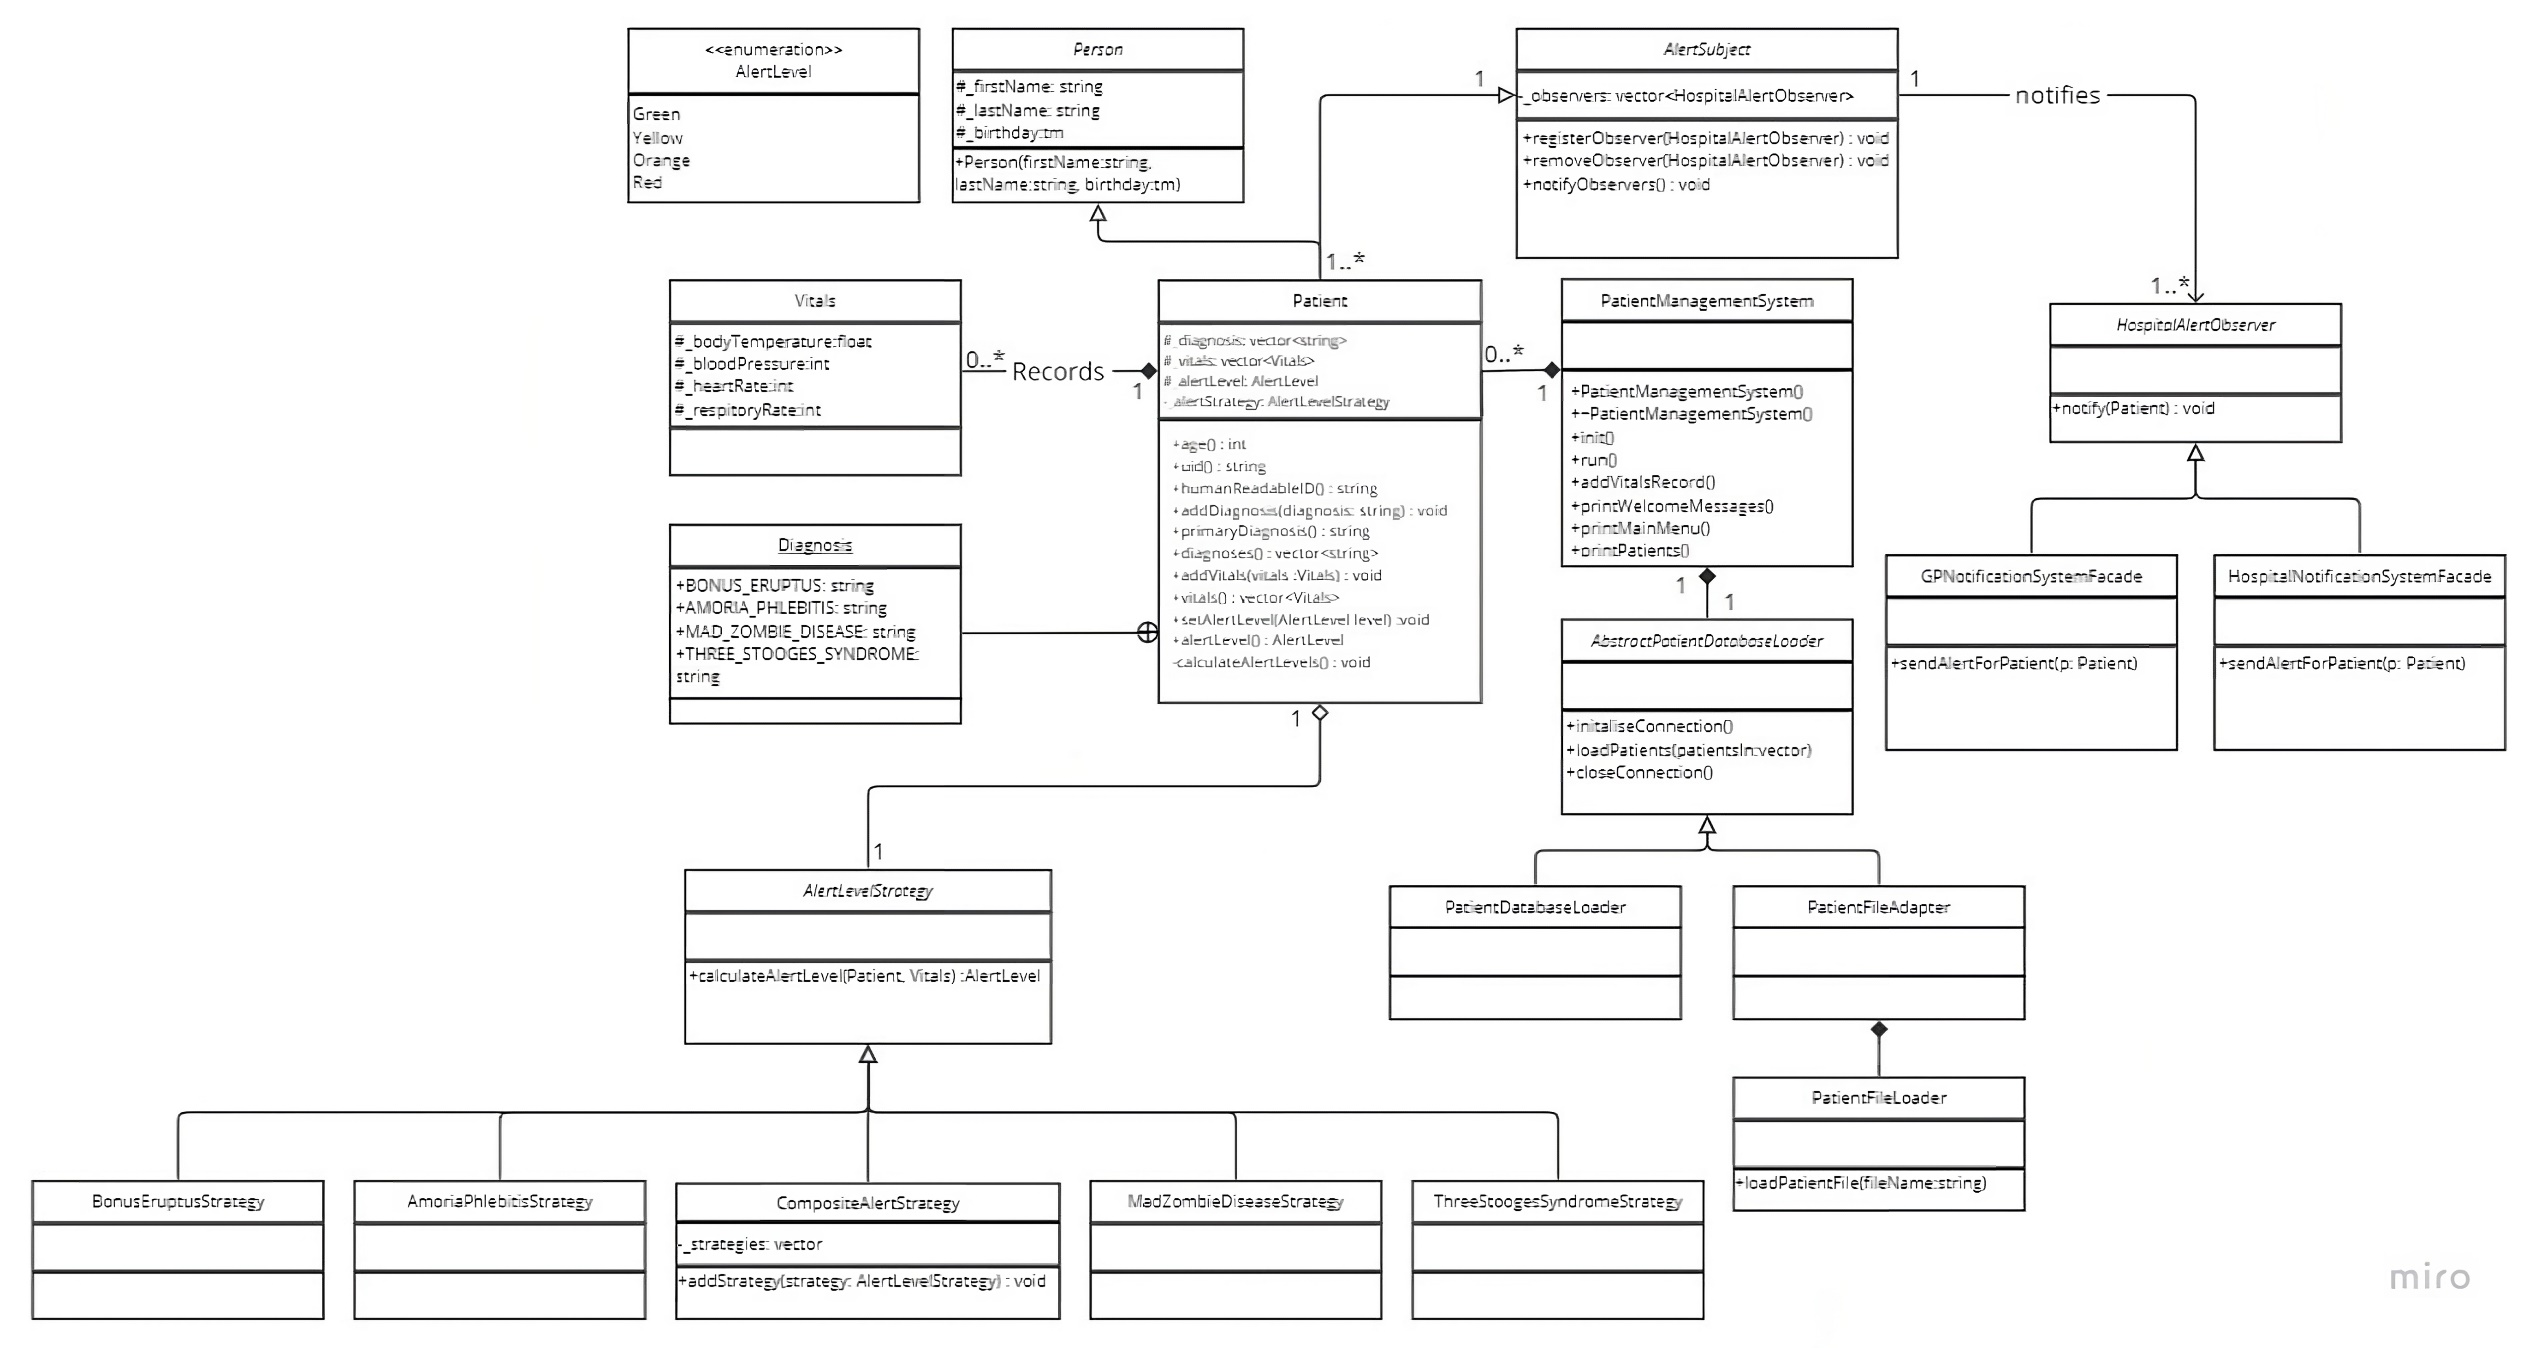 <<enumeration>>
AlertLevel
Green
Yellow
Orange
Red
Person
#_firstName: string
#_lastName: string
#_birthday:tm
+Person(firstName:string,
lastName:string, birthday:tm)
AlertSubject
-_observers: vector<HospitalAlertObserver>
+registerObserver(HospitalAlertObserver) : void
+removeObserver(HospitalAlertObserver) : void
+notifyObservers() : void
1
1
notifies
1..*
1..*
Vitals
#_bodyTemperature:float
#_bloodPressure:int
#_heartRate:int
#_respitoryRate:int
0..*
Records
1
Patient
#_diagnosis: vector<string>
#_vitals: vector<Vitals>
#_alertLevel: AlertLevel
-_alertStrategy: AlertLevelStrategy
+age() : int
+uid() : string
+humanReadableID() : string
+addDiagnosis(diagnosis: string) : void
+primaryDiagnosis() : string
+diagnoses() : vector<string>
+addVitals(vitals :Vitals) : void
+vitals() : vector<Vitals>
+setAlertLevel(AlertLevel level) :void
+alertLevel() : AlertLevel
-calculateAlertLevels() : void
0..*
1
PatientManagementSystem
+PatientManagementSystem()
+~PatientManagementSystem()
+init()
+run()
+addVitalsRecord()
+printWelcomeMessages()
+printMainMenu()
+printPatients()
HospitalAlertObserver
+notify(Patient) : void
Diagnosis
+BONUS_ERUPTUS: string
+AMORIA_PHLEBITIS: string
+MAD_ZOMBIE_DISEASE: string
+THREE_STOOGES_SYNDROME:
string
GPNotificationSystemFacade
+sendAlertForPatient(p: Patient)
HospitalNotificationSystemFacade
+sendAlertForPatient(p: Patient)
1
1
AbstractPatientDatabaseLoader
+initaliseConnection()
+loadPatients(patientsIn:vector)
+closeConnection()
1
1
AlertLevelStrategy
+calculateAlertLevel(Patient, Vitals) :AlertLevel
PatientDatabaseLoader
PatientFileAdapter
PatientFileLoader
+loadPatientFile(fileName:string)
BonusEruptusStrategy
AmoriaPhlebitisStrategy
CompositeAlertStrategy
-_strategies: vector
+addStrategy(strategy: AlertLevelStrategy) : void
MadZombieDiseaseStrategy
ThreeStoogesSyndromeStrategy
miro